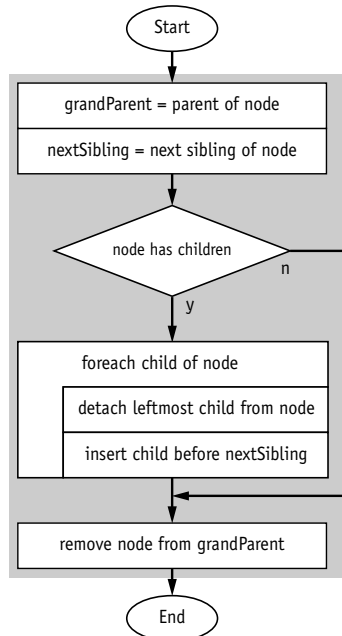 Start
grandParent = parent of node
nextSibling = next sibling of node
node has children
n
y
foreach child of node
detach leftmost child from node
insert child before nextSibling
remove node from grandParent
End